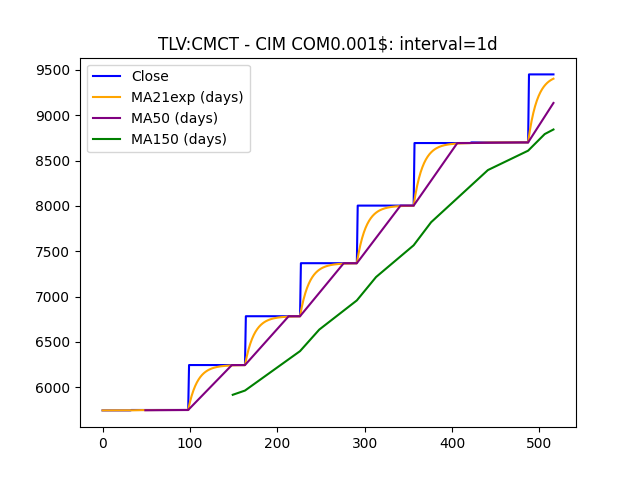 TLV:CMCT - CIM COM0.001$: interval=1d
Close
MA21exp (days)
MA50 (days)
MA150 (days)
9500
9000
8500
8000
7500
7000
6500
6000
0 100 200 300 400 500